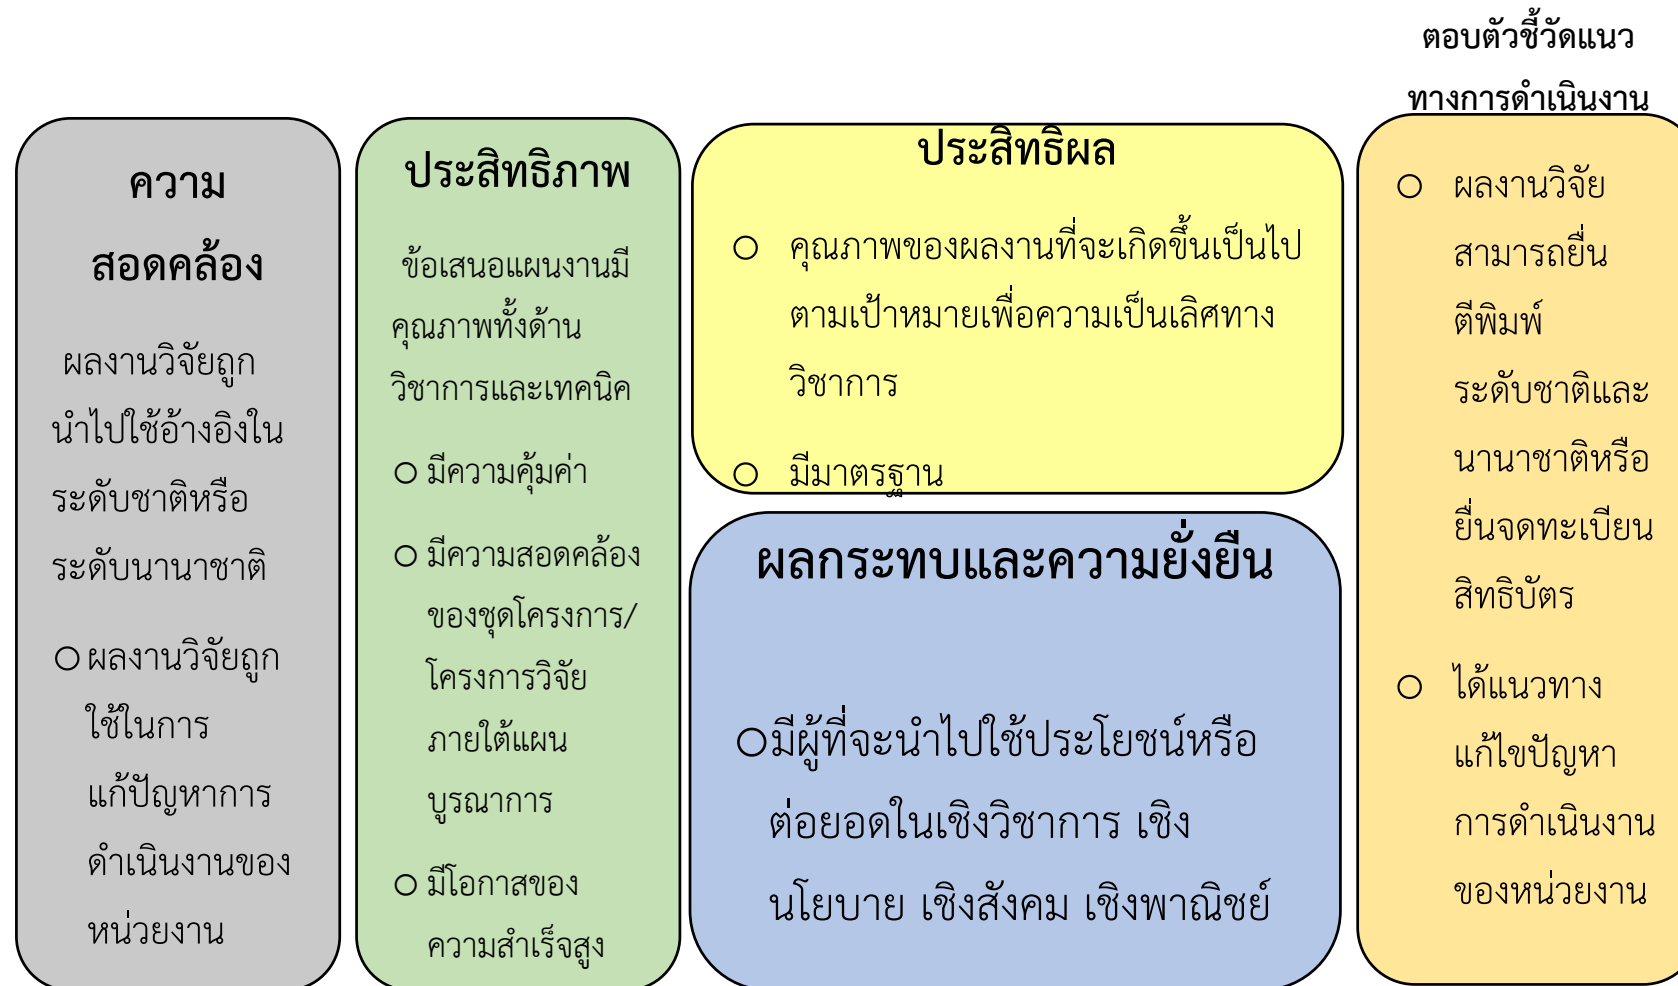 ความ
สอดคล้อง
ผลงานวิจัยถูก
นำไปใช้อ้างอิงใน
ระดับชาติหรือ
ระดับนานาชาติ
ผลงานวิจัยถูก
ใช้ในการ
แก้ปัญหาการ
ดำเนินงานของ
หน่วยงาน
ประสิทธิภาพ
ข้อเสนอแผนงานมี
คุณภาพทั้งด้าน
วิชาการและเทคนิค
มีความคุ้มค่า
มีความสอดคล้อง
ของชุดโครงการ/
โครงการวิจัย
ภายใต้แผน
บูรณาการ
มีโอกาสของ
ความสำเร็จสูง
ประสิทธิผล
คุณภาพของผลงานที่จะเกิดขึ้นเป็นไป
ตามเป้าหมายเพื่อความเป็นเลิศทาง
วิชาการ
มีมาตรฐาน
ผลกระทบและความยั่งยืน
มีผู้ที่จะนำไปใช้ประโยชน์หรือ
ต่อยอดในเชิงวิชาการ เชิง
นโยบาย เชิงสังคม เชิงพาณิชย์
ตอบตัวชี้วัดแนว
ทางการดำเนินงาน
ผลงานวิจัย
สามารถยื่น
ตีพิมพ์
ระดับชาติและ
นานาชาติหรือ
ยื่นจดทะเบียน
สิทธิบัตร
ได้แนวทาง
แก้ไขปัญหา
การดำเนินงาน
ของหน่วยงาน